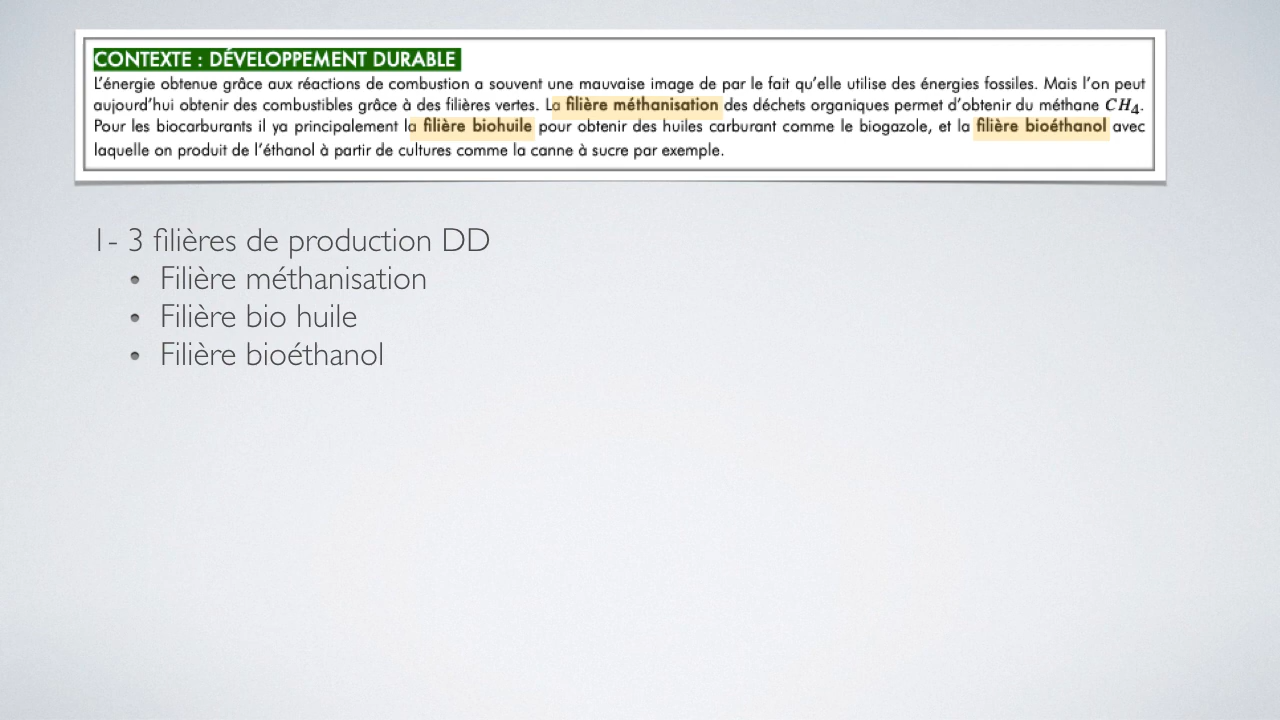 CONTEXTE : DÉVELOPPEMENT DURABLE
L’énergie obtenue grâce aux réactions de combustion a souvent une mauvaise image de par le fait qu’elle utilise des énergies fossiles. Mais l’on peut
aujourd’hui obtenir des combustibles grâce à des filières vertes. La filière méthanisation des déchets organiques permet d’obtenir du méthane CH₄.
Pour les biocarburants il ya principalement la filière biohuile pour obtenir des huiles carburant comme le biogazole, et la filière bioéthanol avec
laquelle on produit de l’éthanol à partir de cultures comme la canne à sucre par exemple.
1- 3 filières de production DD
• Filière méthanisation
• Filière bio huile
• Filière bioéthanol